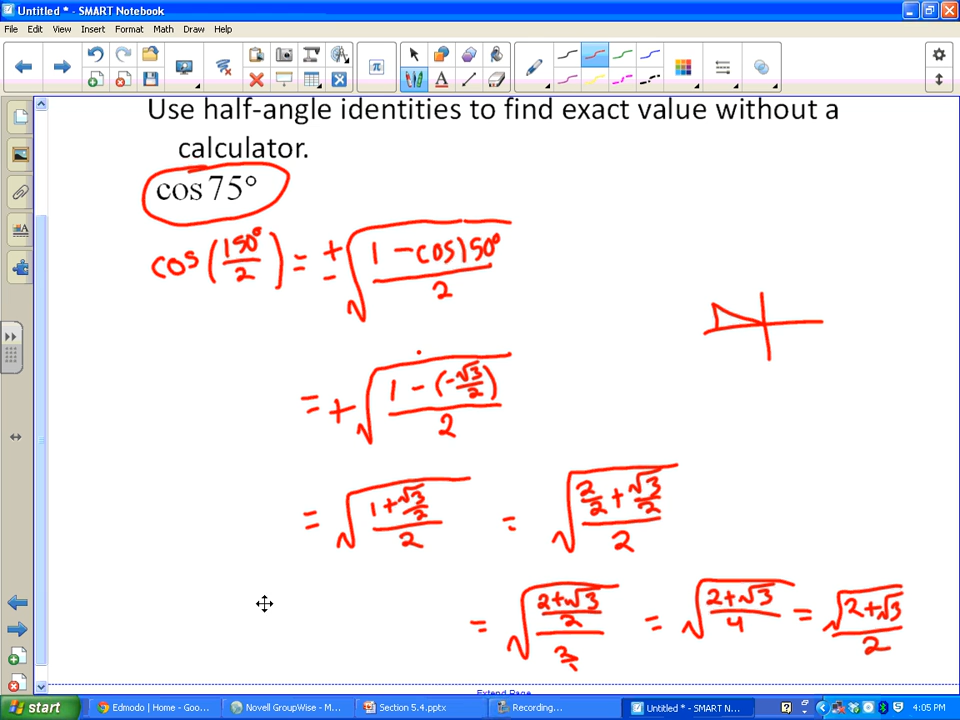 Untitled * - SMART Notebook
File Edit View Insert Format Math Draw Help
Use half-angle identities to find exact value without a
calculator.
cos 75°
cos(150°/2) = ±√((1 - cos150°)/2)
= +√((1 - (-√3/2))/2)
= √((1 + √3/2)/2) = √((2/2 + √3/2)/2)
= √(((2+√3)/2)/2) = √((2+√3)/4) = √(2+√3)/2
Extend Page
start Edmodo | Home - Goo... Novell GroupWise - M... Section 5.4.pptx Recording... Untitled * - SMART N... 4:05 PM